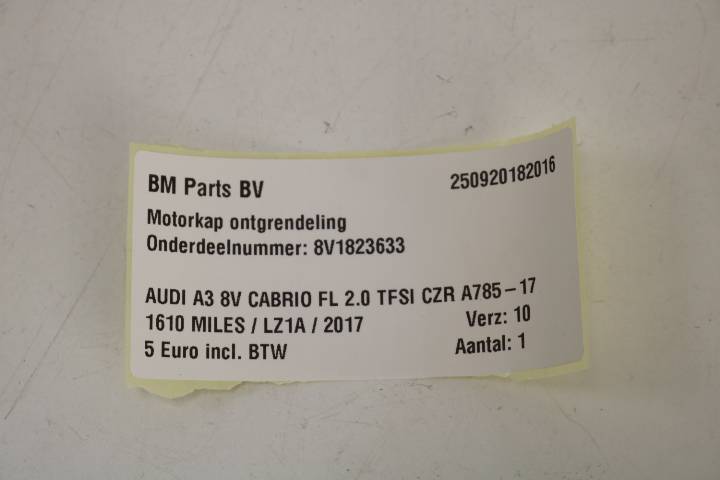 BM Parts BV 250920182016
Motorkap ontgrendeling
Onderdeelnummer: 8V1823633
AUDI A3 8V CABRIO FL 2.0 TFSI CZR A785-17
1610 MILES / LZ1A / 2017 Verz: 10
5 Euro incl. BTW Aantal: 1